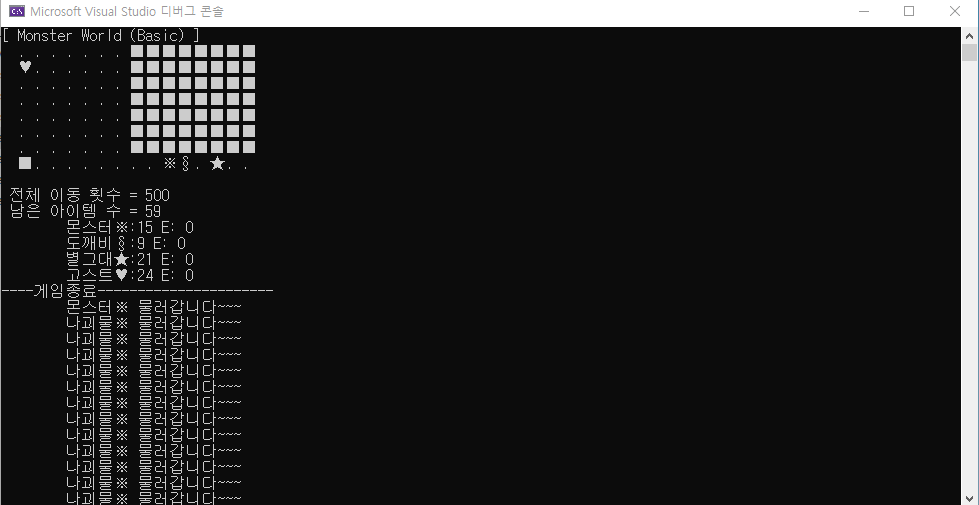 Microsoft Visual Studio 디버그 콘솔
[ Monster World (Basic) ]
. . . . . . . ■■■■■■■■
♥. . . . . . ■■■■■■■■
. . . . . . . ■■■■■■■■
. . . . . . . ■■■■■■■■
. . . . . . . ■■■■■■■■
. . . . . . . ■■■■■■■■
. . . . . . . ■■■■■■■■
■. . . . . . . . ※§. ★. .
전체 이동 횟수 = 500
남은 아이템 수 = 59
몬스터※:15 E: 0
도깨비§:9 E: 0
별그대★:21 E: 0
고스트♥:24 E: 0
----게임종료----------------------
몬스터※ 물러갑니다~~~
나괴물※ 물러갑니다~~~
나괴물※ 물러갑니다~~~
나괴물※ 물러갑니다~~~
나괴물※ 물러갑니다~~~
나괴물※ 물러갑니다~~~
나괴물※ 물러갑니다~~~
나괴물※ 물러갑니다~~~
나괴물※ 물러갑니다~~~
나괴물※ 물러갑니다~~~
나괴물※ 물러갑니다~~~
나괴물※ 물러갑니다~~~
나괴물※ 물러갑니다~~~